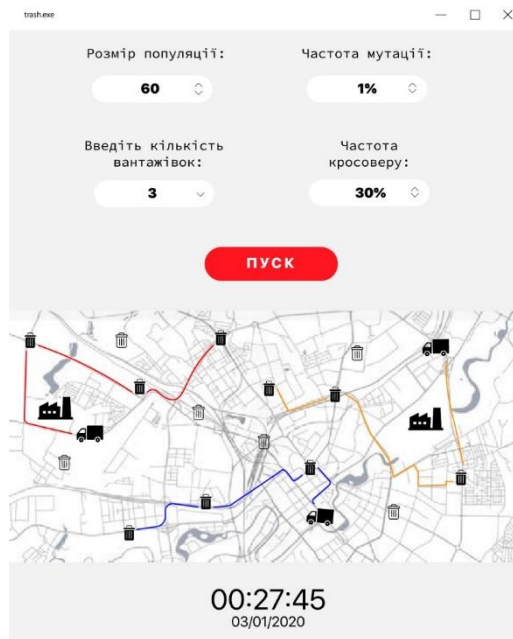 trash.exe
Розмір популяції:
Частота мутації:
60
1%
Введіть кількість
вантажівок:
Частота
кросоверу:
3
30%
ПУСК
00:27:45
03/01/2020